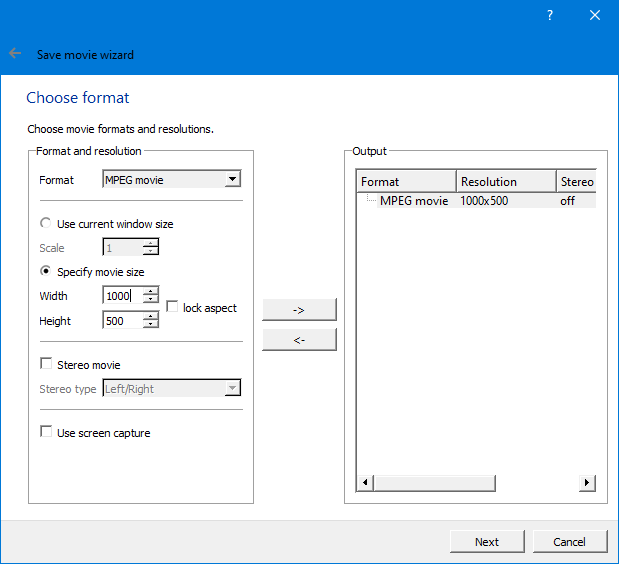 ?
Save movie wizard
Choose format
Choose movie formats and resolutions.
Format and resolution
Format MPEG movie
Use current window size
Scale 1
Specify movie size
Width 1000
Height 500
lock aspect
Stereo movie
Stereo type Left/Right
Use screen capture
->
<-
Output
Format Resolution Stereo
MPEG movie 1000x500 off
Next Cancel